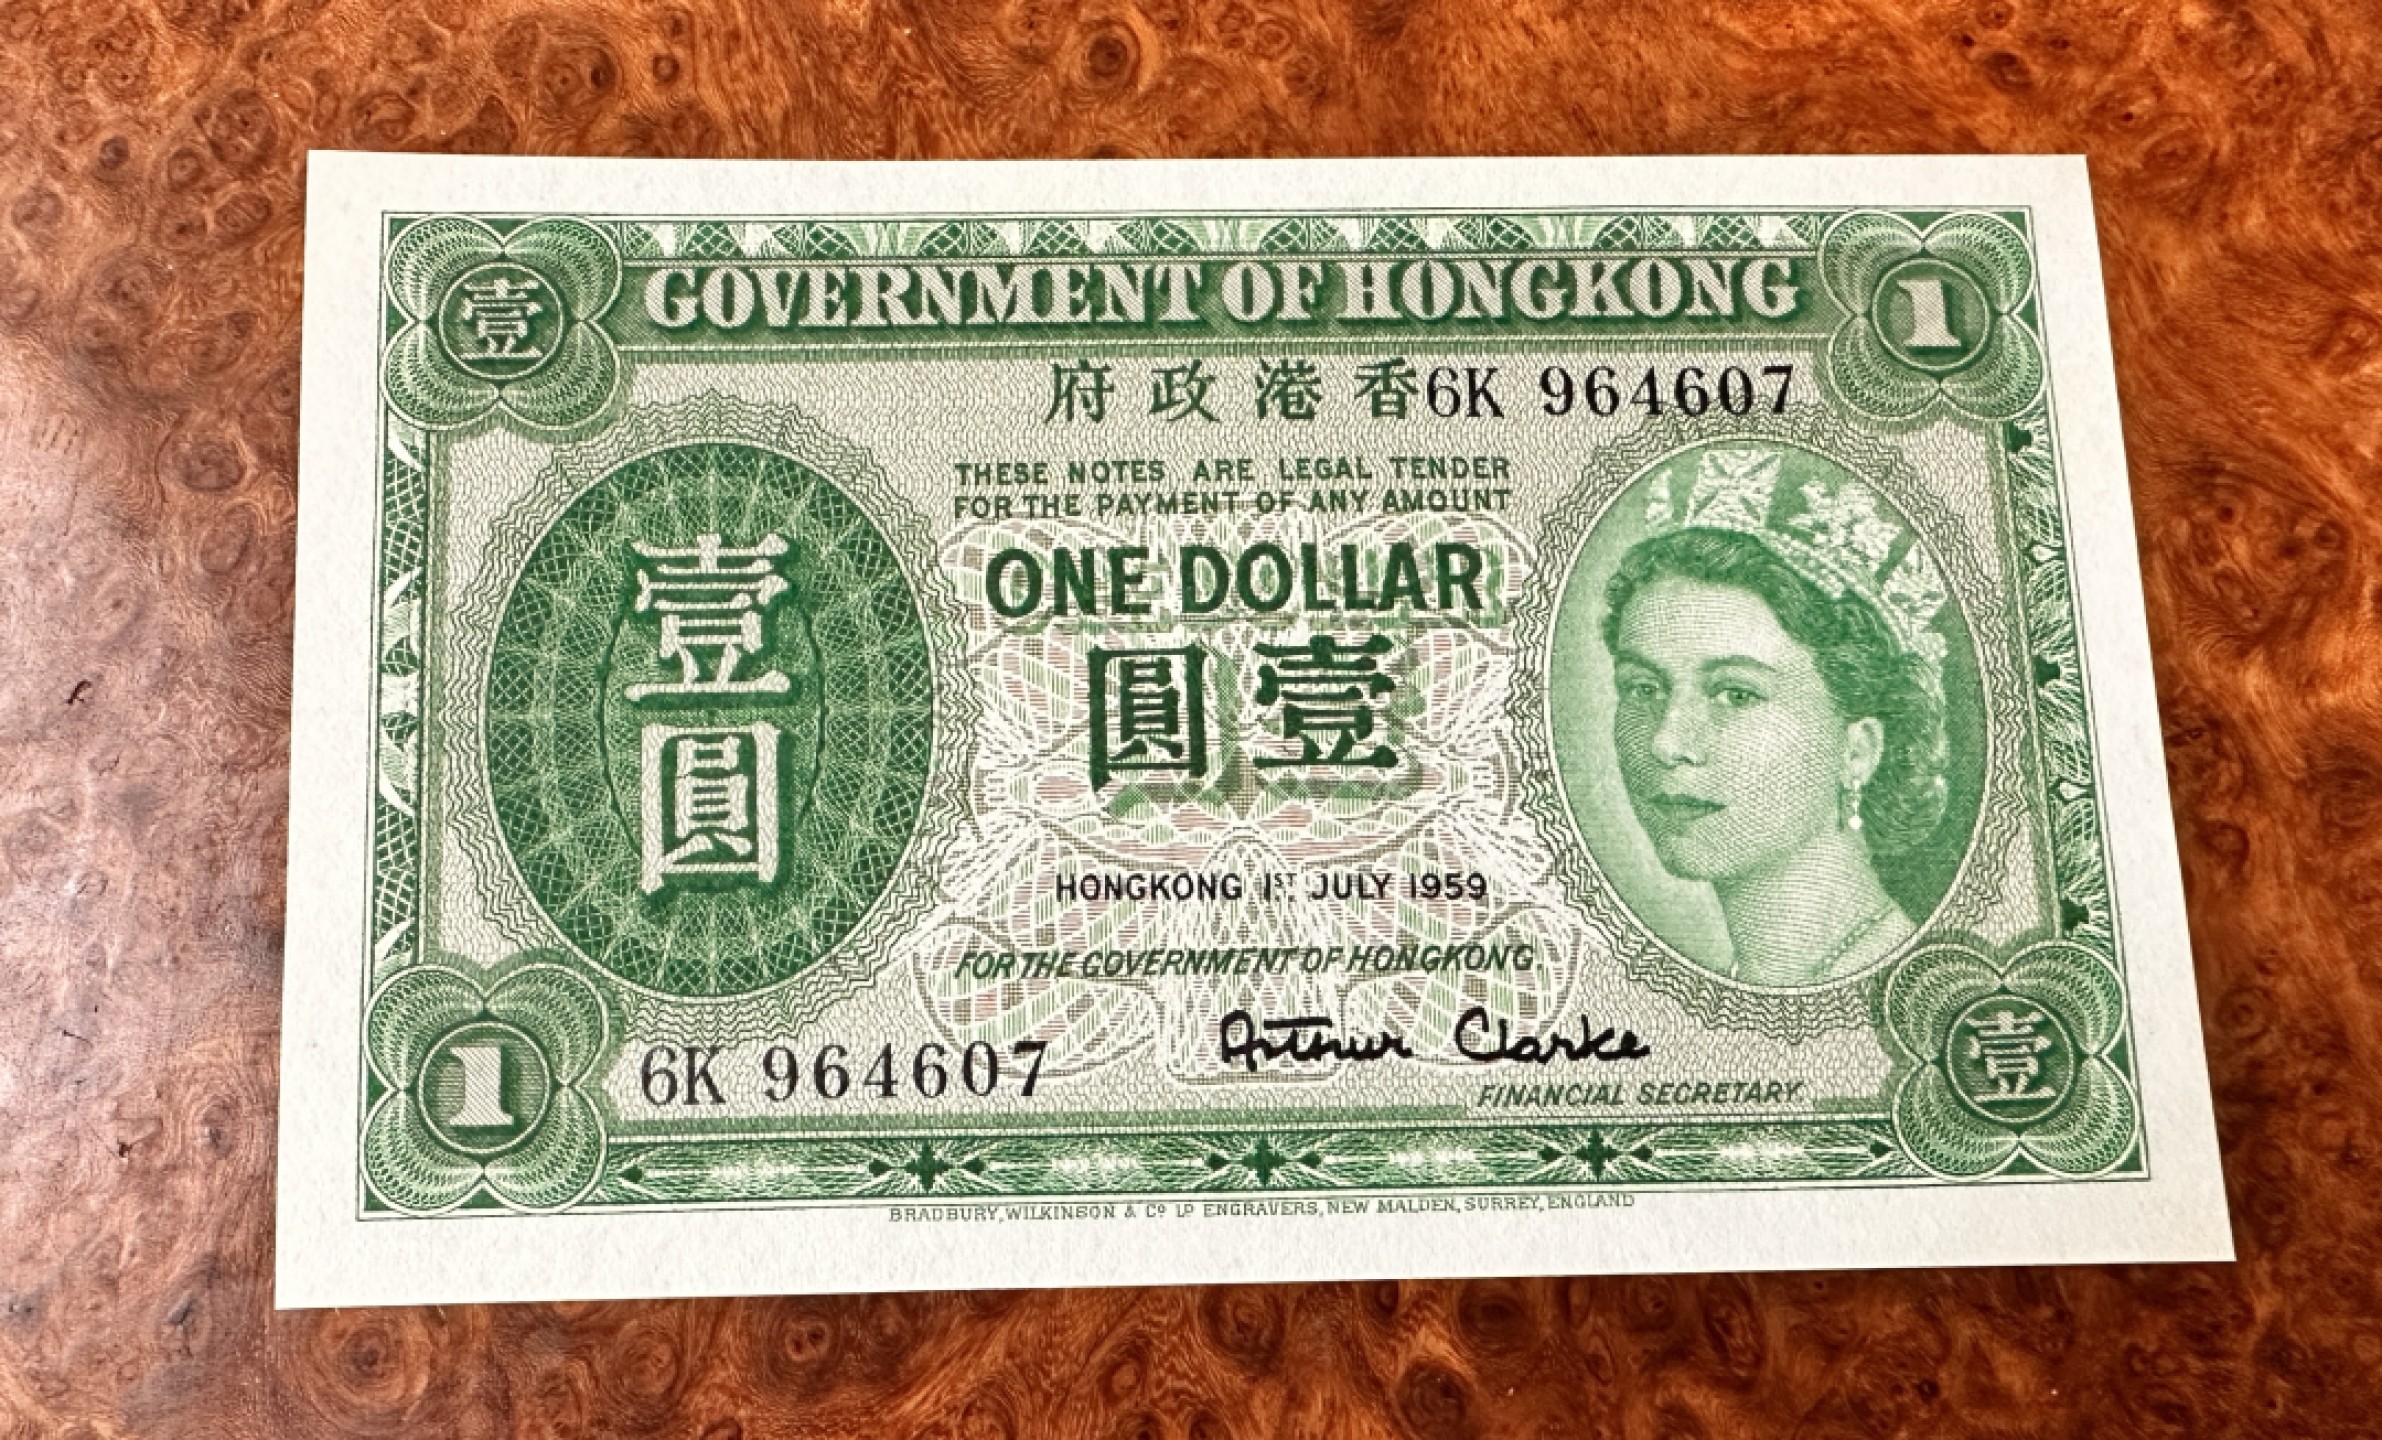 壹
GOVERNMENT OF HONGKONG
1
府政港香
6K 964607
THESE NOTES ARE LEGAL TENDER
FOR THE PAYMENT OF ANY AMOUNT
ONE DOLLAR
圓壹
壹
圓
HONGKONG 1ST JULY 1959
FOR THE GOVERNMENT OF HONGKONG.
Arthur Clarke
FINANCIAL SECRETARY
1
6K 964607
壹
BRADBURY, WILKINSON & Co LD ENGRAVERS, NEW MALDEN, SURREY, ENGLAND